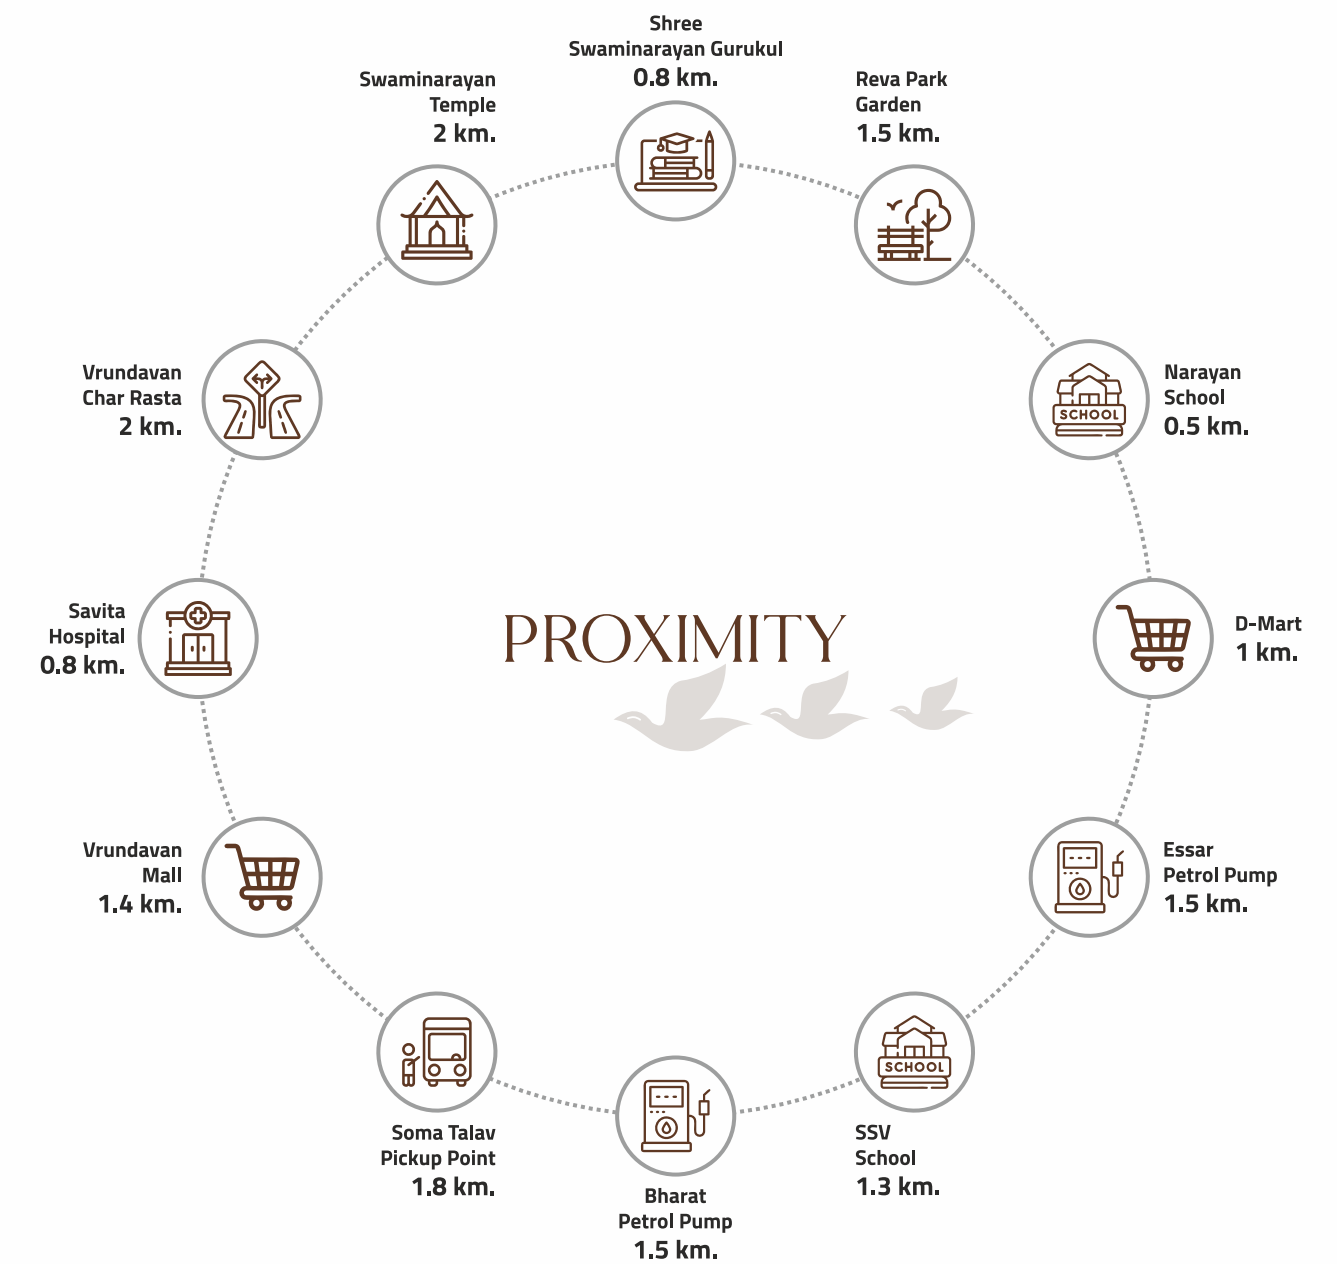 Shree
Swaminarayan Gurukul
0.8 km.
Reva Park
Garden
1.5 km.
Narayan
School
0.5 km.
SCHOOL
D-Mart
1 km.
Essar
Petrol Pump
1.5 km.
SCHOOL
SSV
School
1.3 km.
Bharat
Petrol Pump
1.5 km.
Soma Talav
Pickup Point
1.8 km.
Vrundavan
Mall
1.4 km.
Savita
Hospital
0.8 km.
Vrundavan
Char Rasta
2 km.
Swaminarayan
Temple
2 km.
PROXIMITY